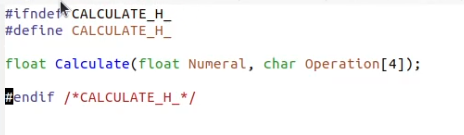 #ifndef CALCULATE_H_
#define CALCULATE_H_
float Calculate(float Numeral, char Operation[4]);
#endif /*CALCULATE_H_*/